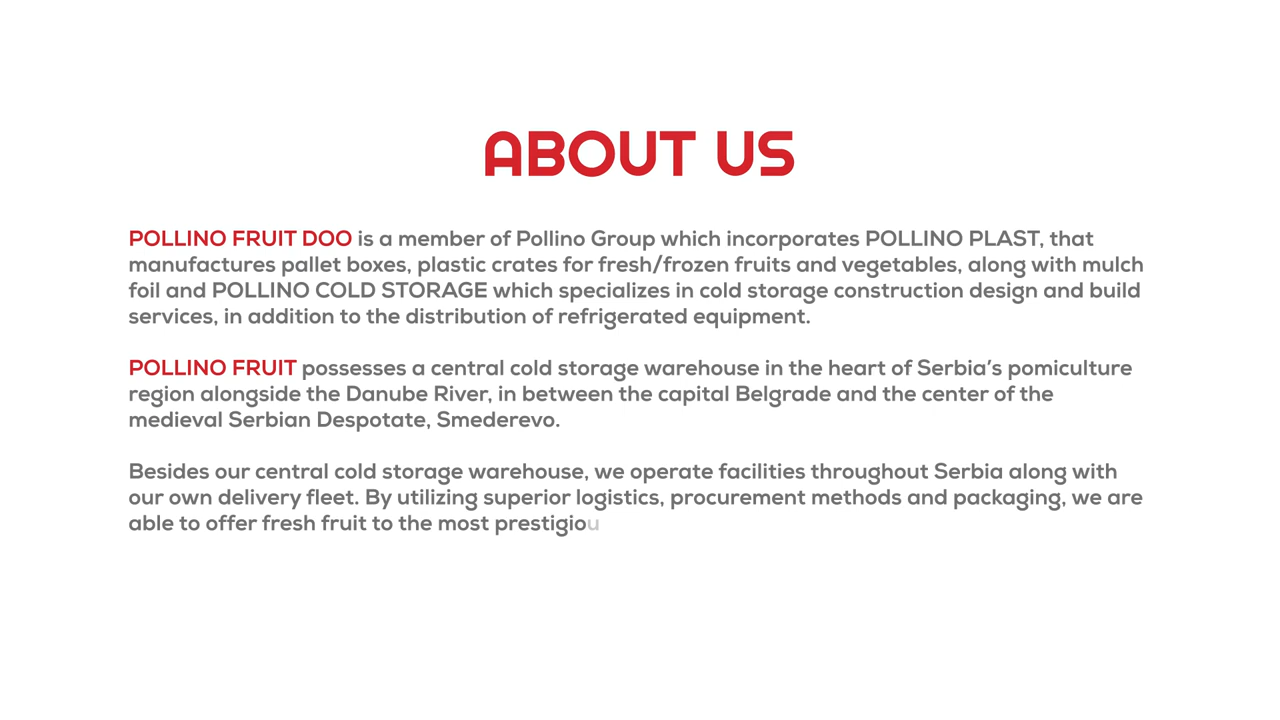 ABOUT US
POLLINO FRUIT DOO is a member of Pollino Group which incorporates POLLINO PLAST, that
manufactures pallet boxes, plastic crates for fresh/frozen fruits and vegetables, along with mulch
foil and POLLINO COLD STORAGE which specializes in cold storage construction design and build
services, in addition to the distribution of refrigerated equipment.
POLLINO FRUIT possesses a central cold storage warehouse in the heart of Serbia's pomiculture
region alongside the Danube River, in between the capital Belgrade and the center of the
medieval Serbian Despotate, Smederevo.
Besides our central cold storage warehouse, we operate facilities throughout Serbia along with
our own delivery fleet. By utilizing superior logistics, procurement methods and packaging, we are
able to offer fresh fruit to the most prestigiou